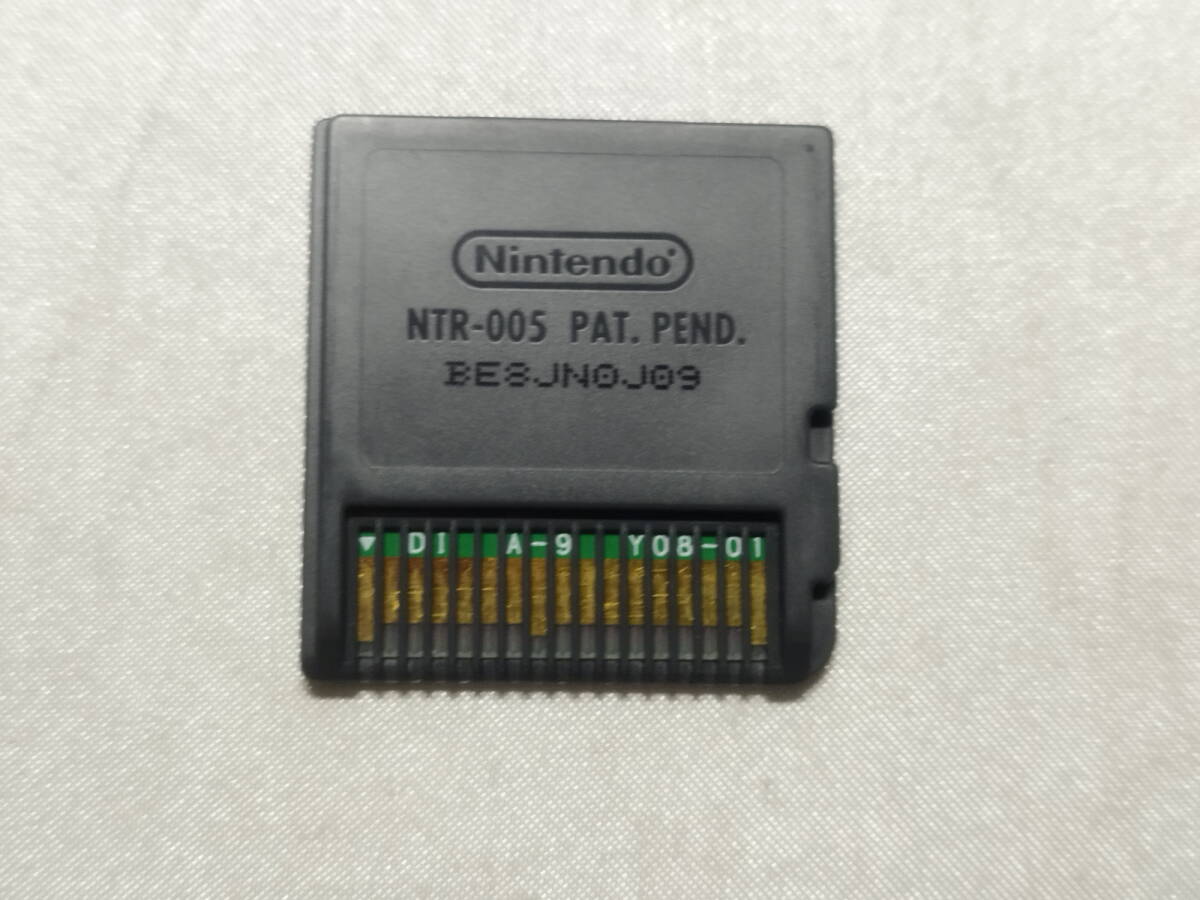 Nintendo
NTR-005 PAT. PEND.
BE8JN0J09
▼ DI A-9 Y08-01